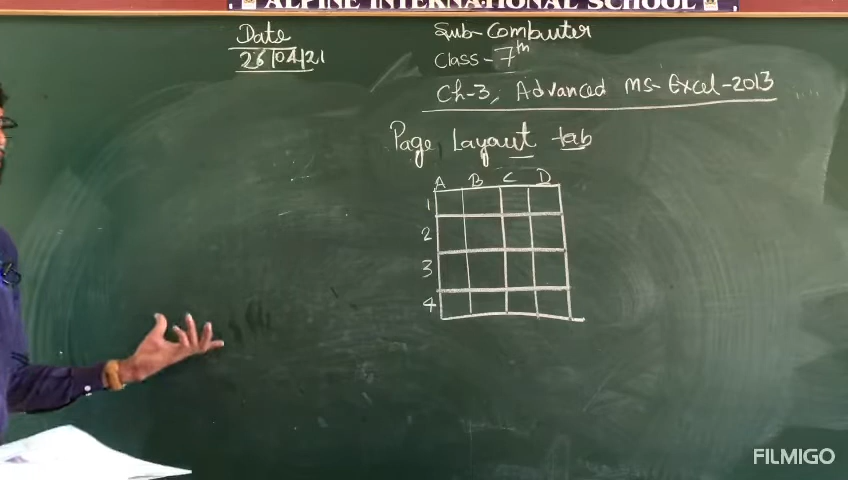 ALPINE INTERNATIONAL SCHOOL
Date
26/04/21
Sub- Computer
Class - 7th
Ch-3, Advanced MS-Excel-2013
Page Layout tab
A B C D
1
2
3
4
FILMIGO